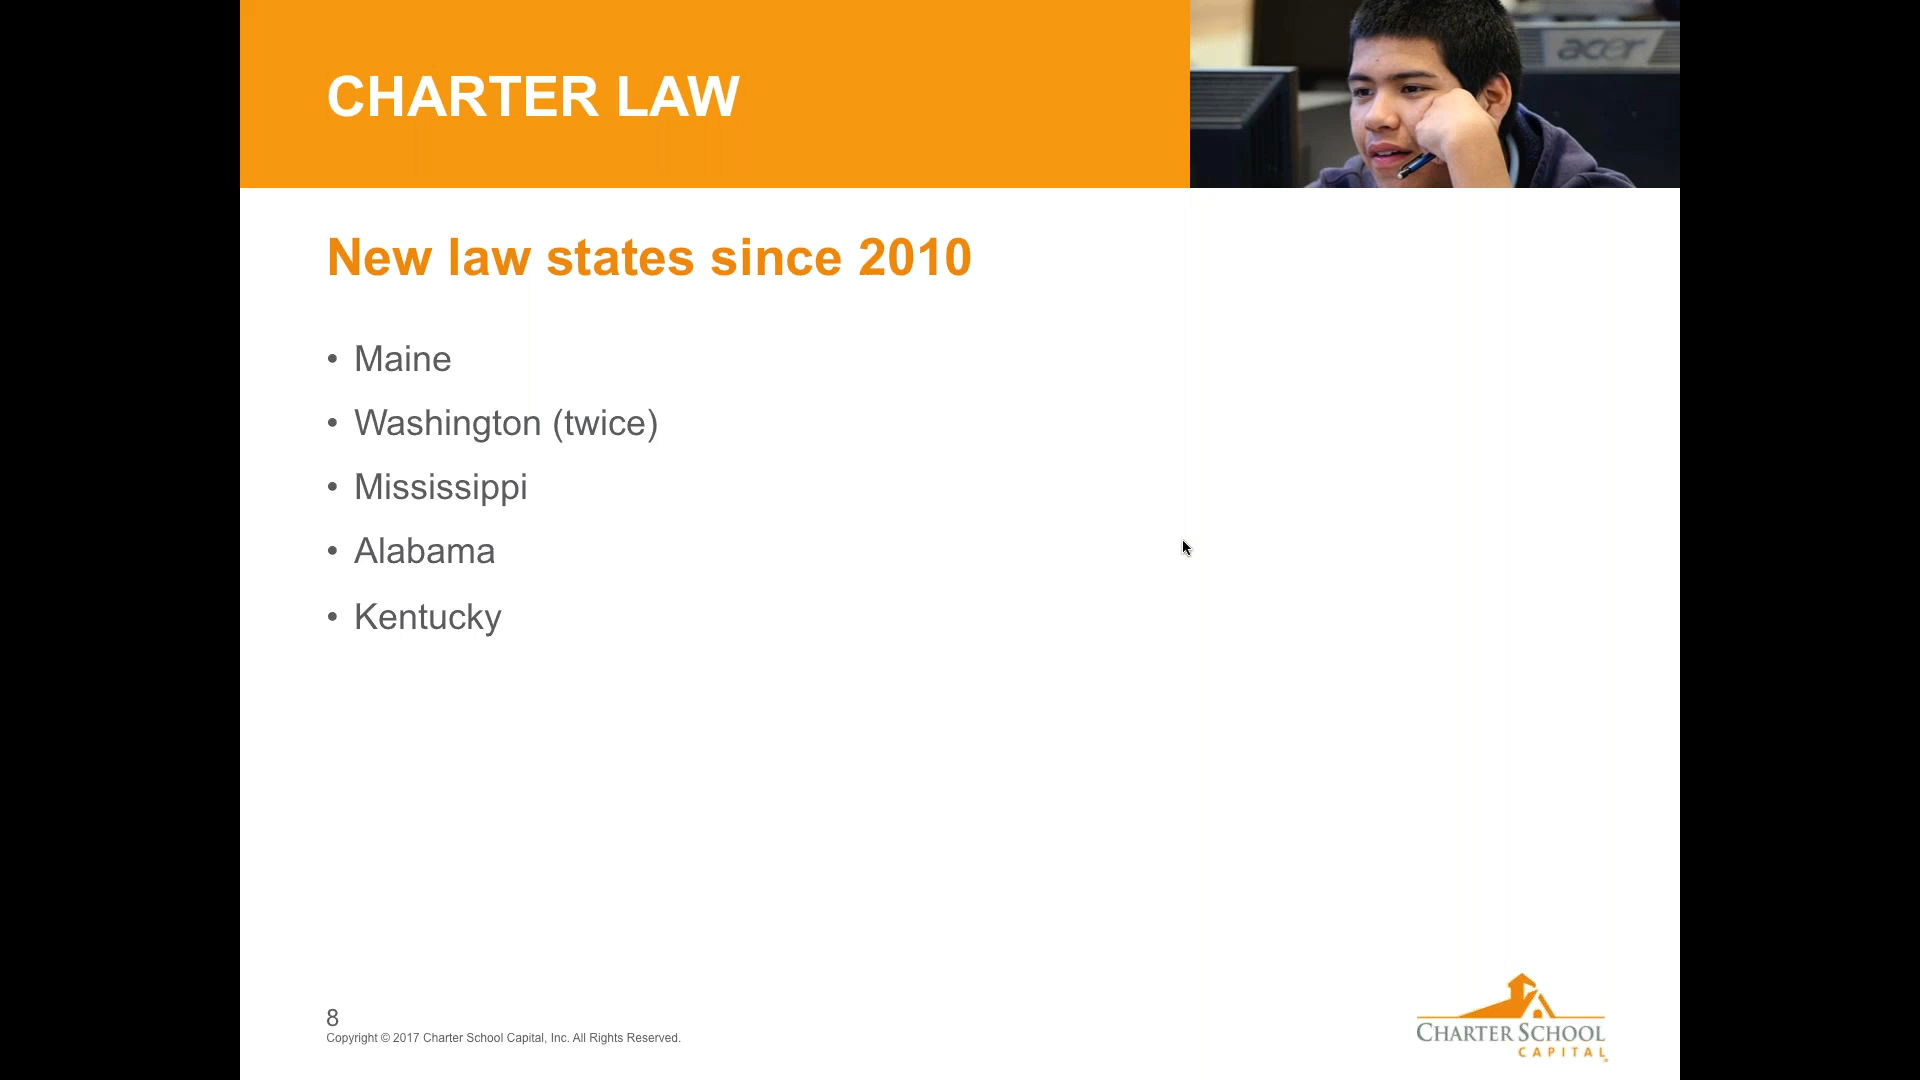 CHARTER LAW
acer
New law states since 2010
• Maine
• Washington (twice)
• Mississippi
• Alabama
• Kentucky
8
Copyright © 2017 Charter School Capital, Inc. All Rights Reserved.
CHARTER SCHOOL
CAPITAL